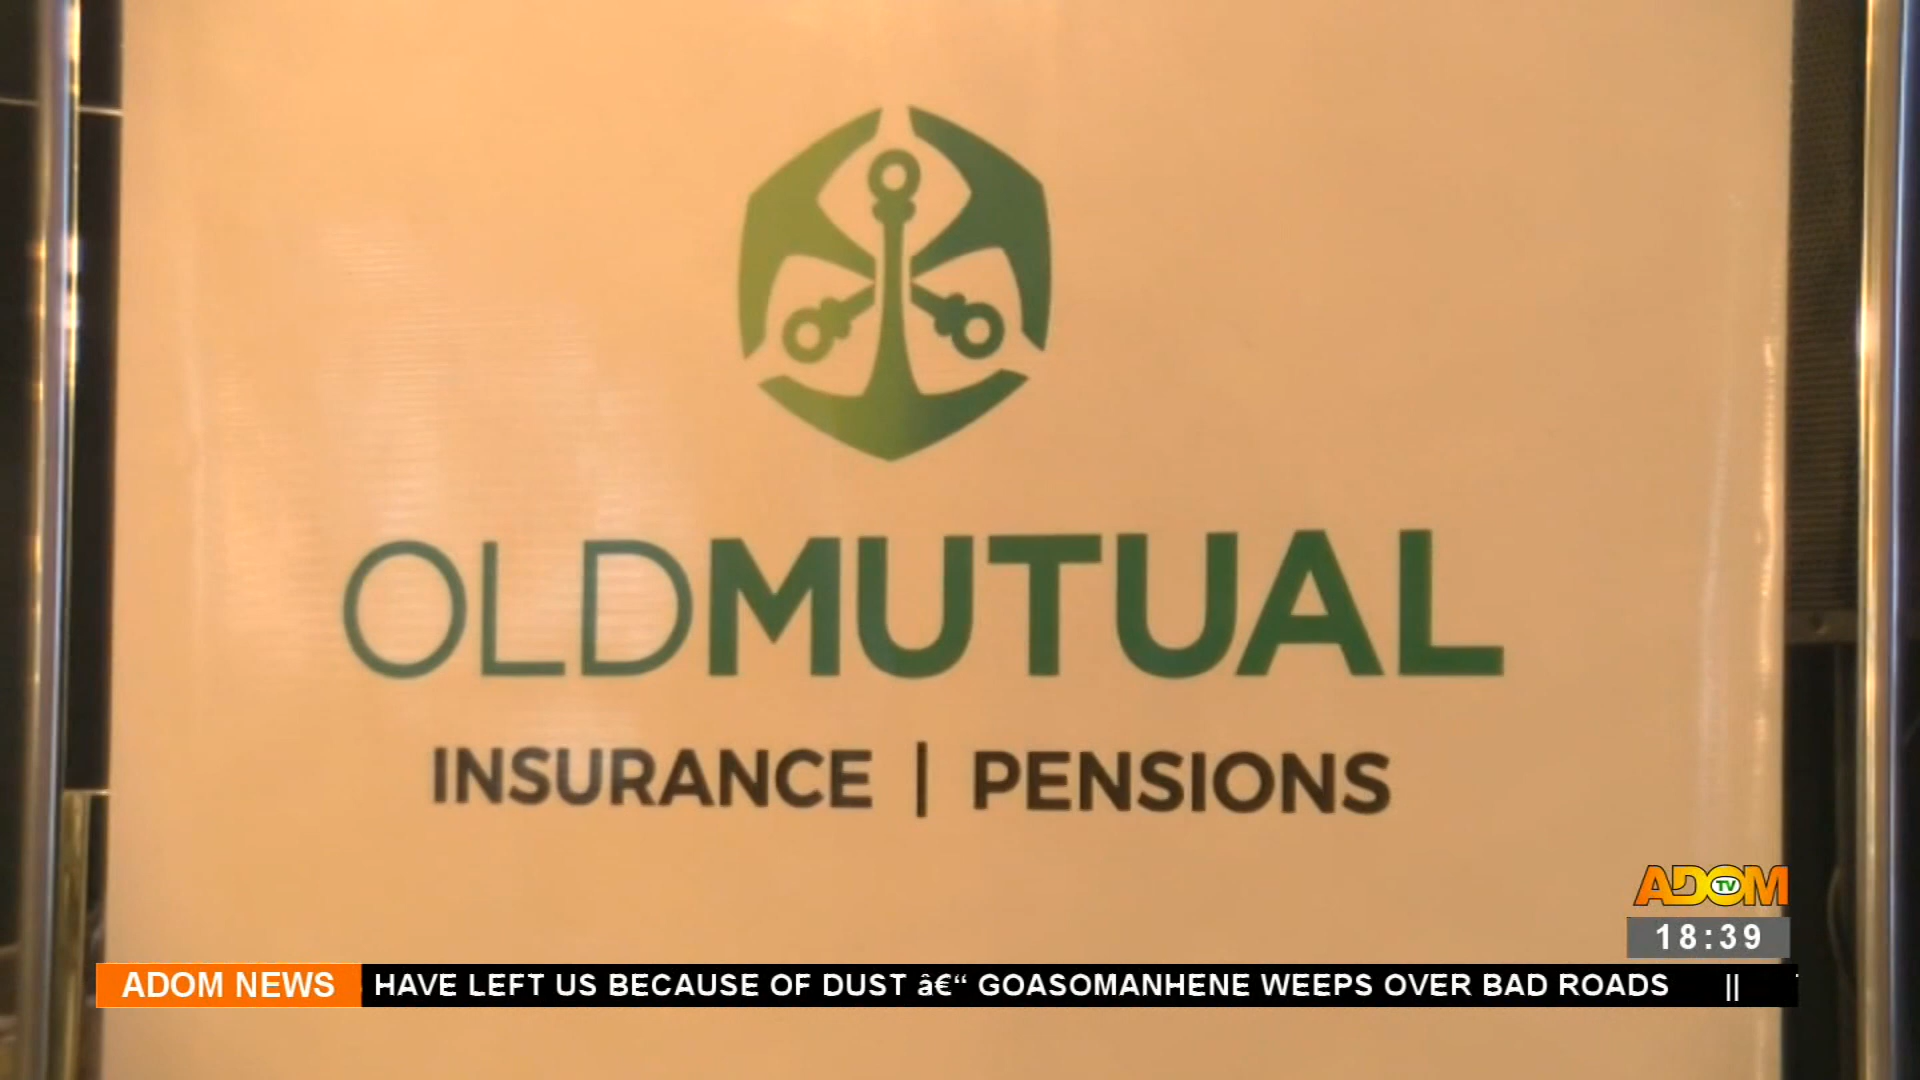 OLDMUTUAL
INSURANCE | PENSIONS
ADOM TV
18:39
ADOM NEWS HAVE LEFT US BECAUSE OF DUST â€“ GOASOMANHENE WEEPS OVER BAD ROADS ||